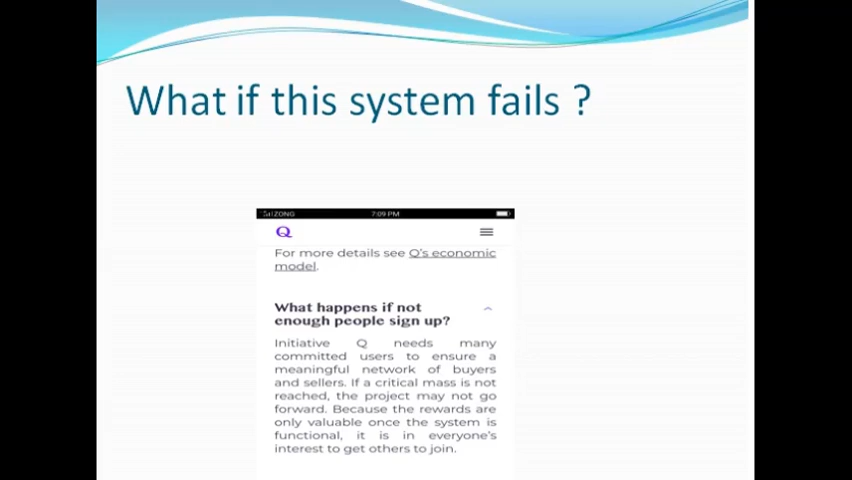 What if this system fails ?
ZONG
7:09 PM
Q
For more details see Q's economic
model.
What happens if not
enough people sign up?
Initiative Q needs many
committed users to ensure a
meaningful network of buyers
and sellers. If a critical mass is not
reached, the project may not go
forward. Because the rewards are
only valuable once the system is
functional, it is in everyone's
interest to get others to join.